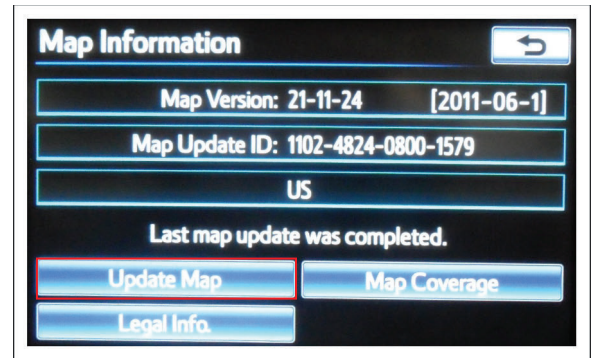 Map Information
Map Version: 21-11-24 [2011-06-1]
Map Update ID: 1102-4824-0800-1579
US
Last map update was completed.
Update Map Map Coverage
Legal Info.